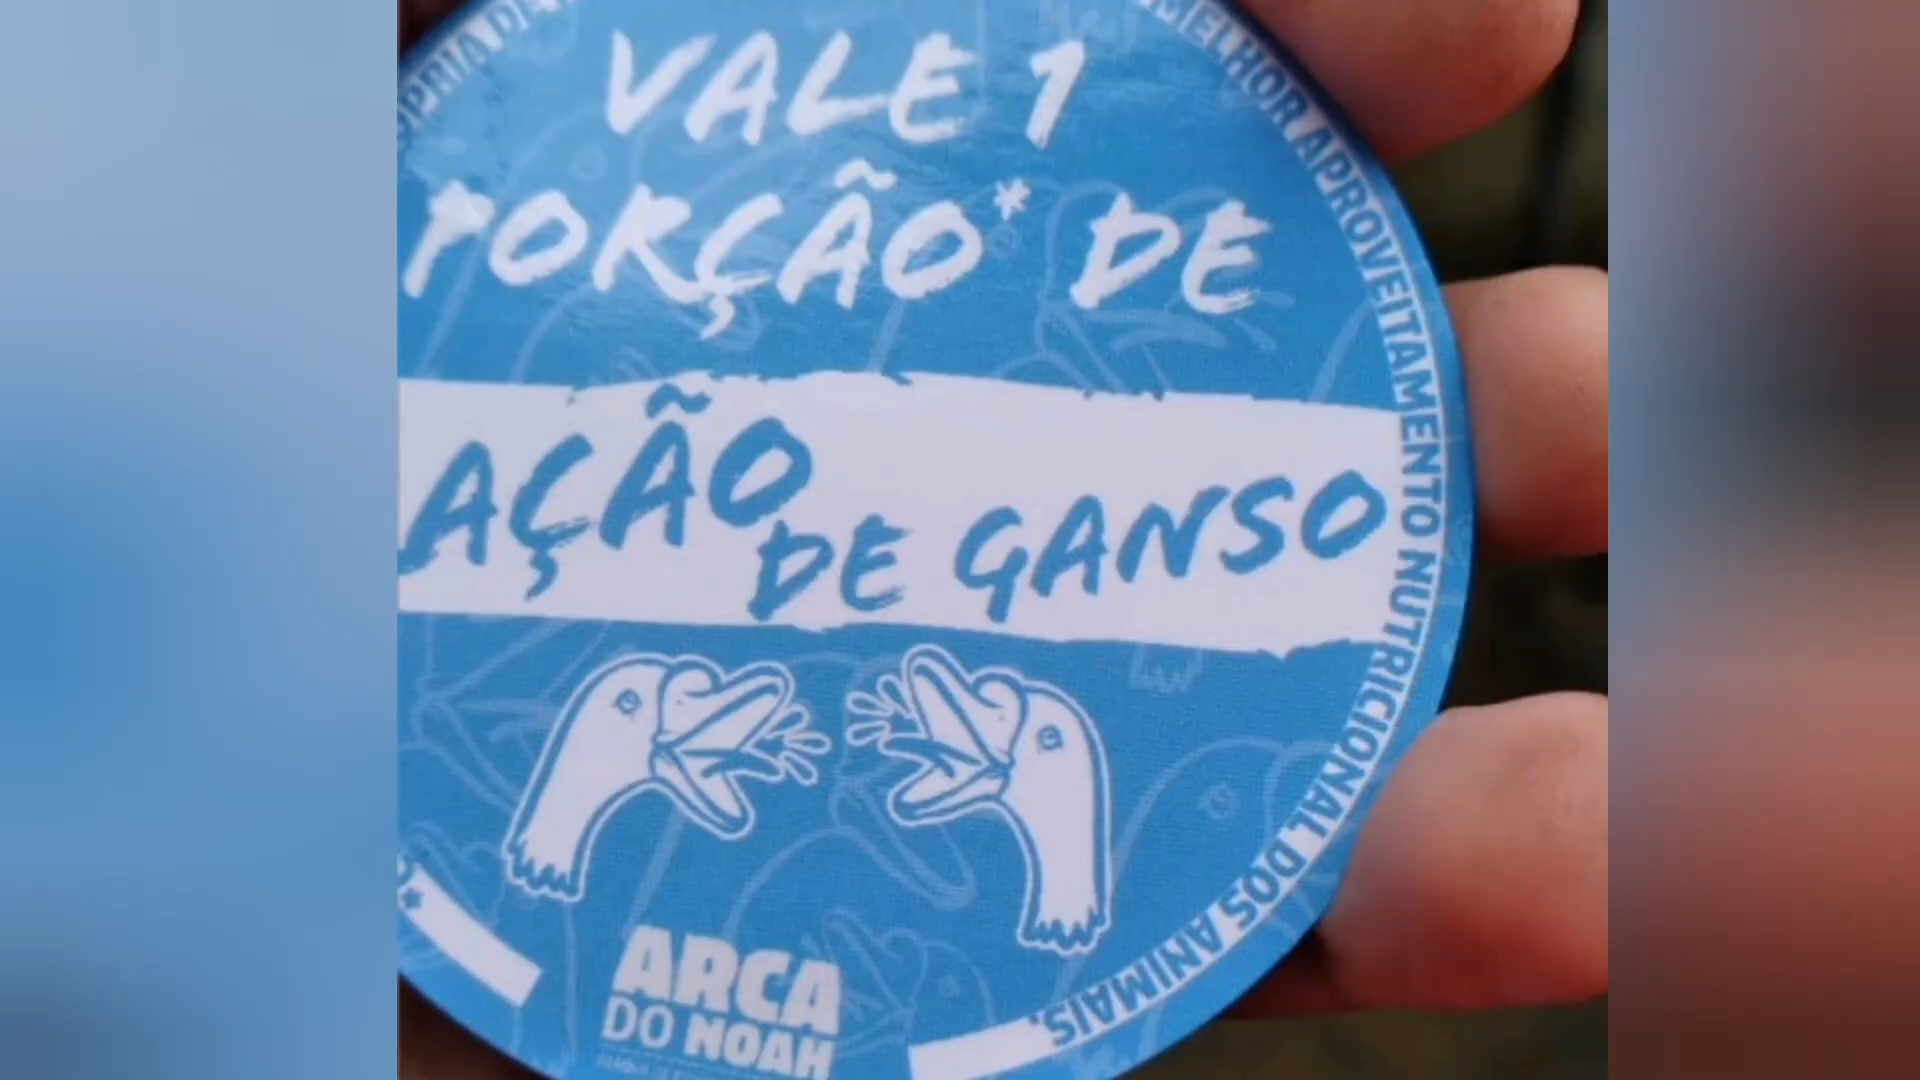 VALE 1
PORÇÃO* DE
AÇÃO
DE GANSO
MELHOR APROVEITAMENTO NUTRICIONAL DOS ANIMAIS.
ARCA
DO NOAH